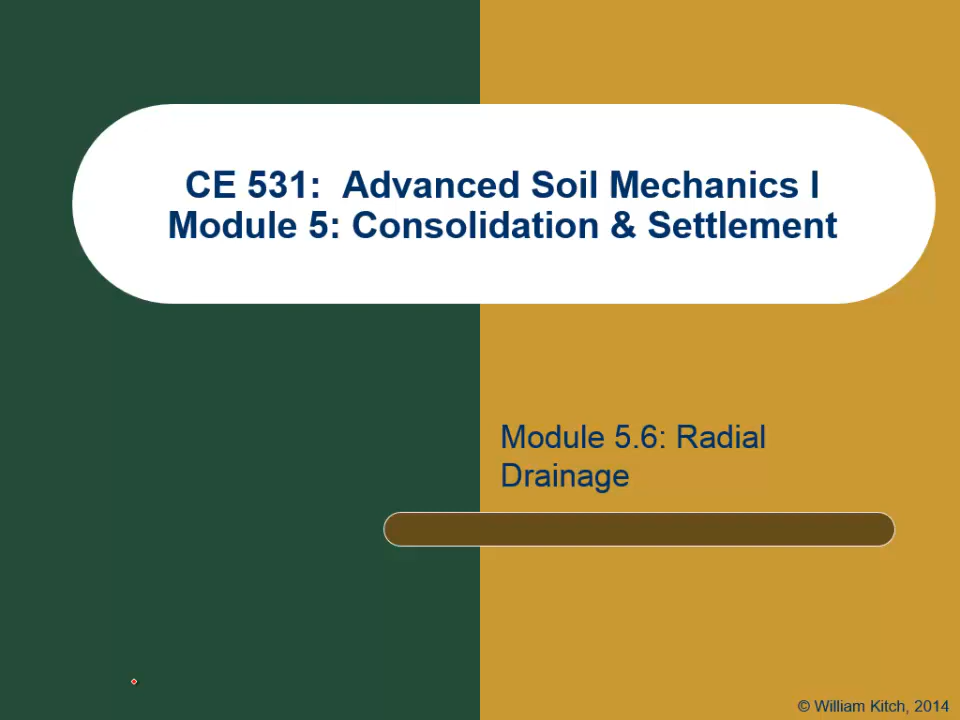 CE 531:  Advanced Soil Mechanics I
Module 5: Consolidation & Settlement
Module 5.6: Radial
Drainage
© William Kitch, 2014